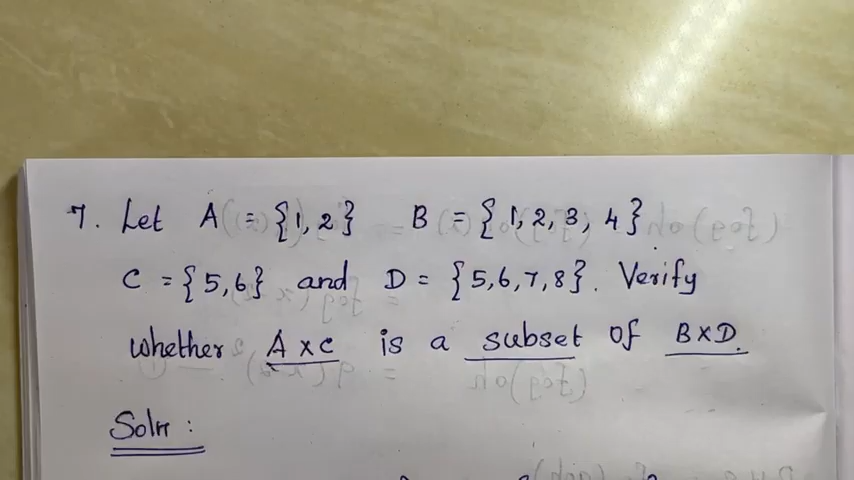 7. Let A = {1, 2} B = {1, 2, 3, 4}
C = {5, 6} and D = {5, 6, 7, 8}. Verify
whether A x C is a subset of B x D.
Soln :